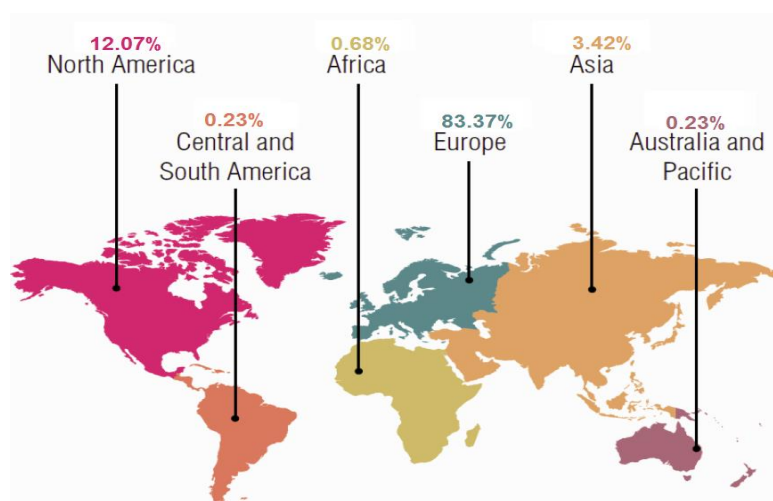 12.07%
North America
0.68%
Africa
3.42%
Asia
0.23%
Central and
South America
83.37%
Europe
0.23%
Australia and
Pacific